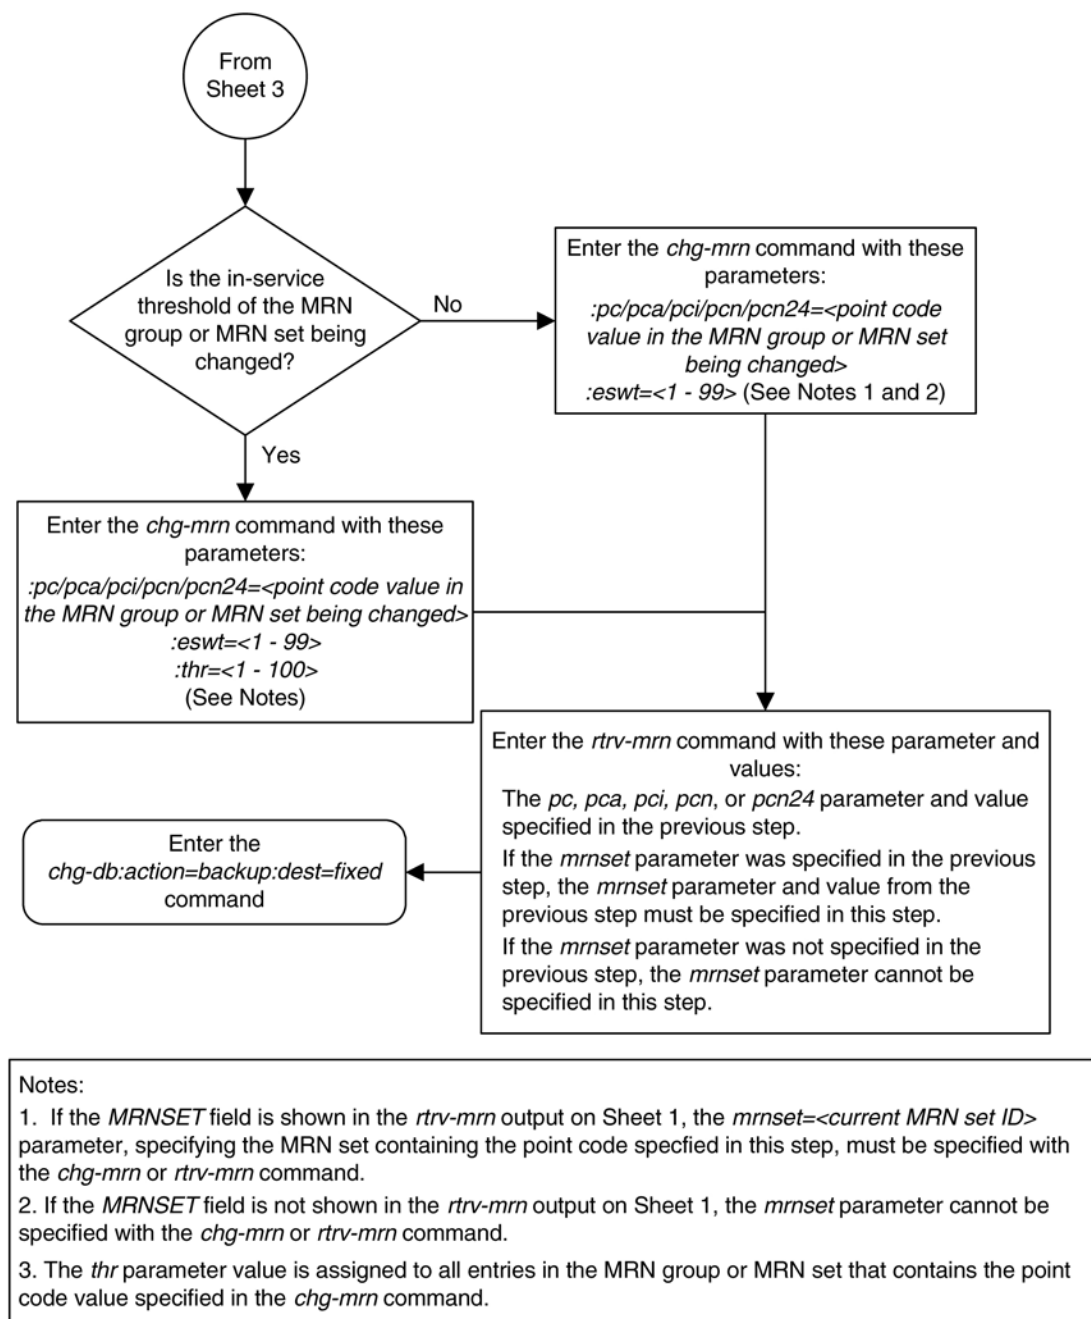 From
Sheet 3
Is the in-service
threshold of the MRN
group or MRN set being
changed?
No
Enter the chg-mrn command with these
parameters:
:pc/pca/pci/pcn/pcn24=<point code
value in the MRN group or MRN set
being changed>
:eswt=<1 - 99> (See Notes 1 and 2)
Yes
Enter the chg-mrn command with these
parameters:
:pc/pca/pci/pcn/pcn24=<point code value in
the MRN group or MRN set being changed>
:eswt=<1 - 99>
:thr=<1 - 100>
(See Notes)
Enter the rtrv-mrn command with these parameter and
values:
The pc, pca, pci, pcn, or pcn24 parameter and value
specified in the previous step.
If the mrnset parameter was specified in the previous
step, the mrnset parameter and value from the
previous step must be specified in this step.
If the mrnset parameter was not specified in the
previous step, the mrnset parameter cannot be
specified in this step.
Enter the
chg-db:action=backup:dest=fixed
command
Notes:
1. If the MRNSET field is shown in the rtrv-mrn output on Sheet 1, the mrnset=<current MRN set ID>
parameter, specifying the MRN set containing the point code specfied in this step, must be specified with
the chg-mrn or rtrv-mrn command.
2. If the MRNSET field is not shown in the rtrv-mrn output on Sheet 1, the mrnset parameter cannot be
specified with the chg-mrn or rtrv-mrn command.
3. The thr parameter value is assigned to all entries in the MRN group or MRN set that contains the point
code value specified in the chg-mrn command.